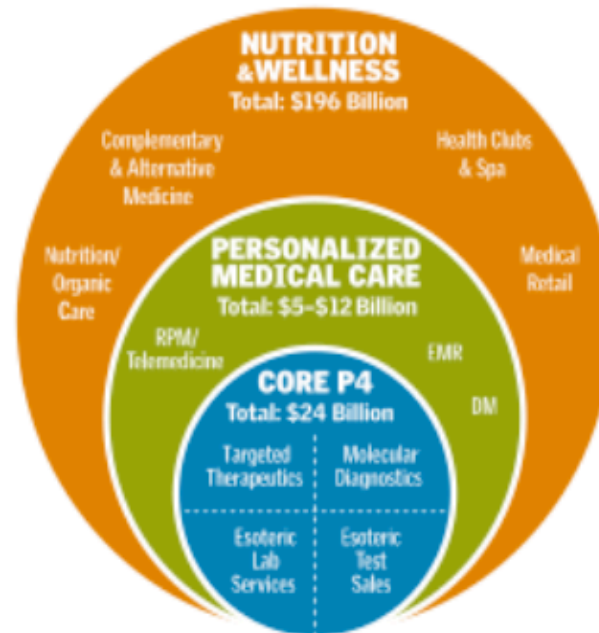 NUTRITION
&WELLNESS
Total: $196 Billion
Complementary
& Alternative
Medicine
Health Clubs
& Spa
Nutrition/
Organic
Care
Medical
Retail
PERSONALIZED
MEDICAL CARE
Total: $5–$12 Billion
RPM/
Telemedicine
EMR
DM
CORE P4
Total: $24 Billion
Targeted
Therapeutics
Molecular
Diagnostics
Esoteric
Lab
Services
Esoteric
Test
Sales